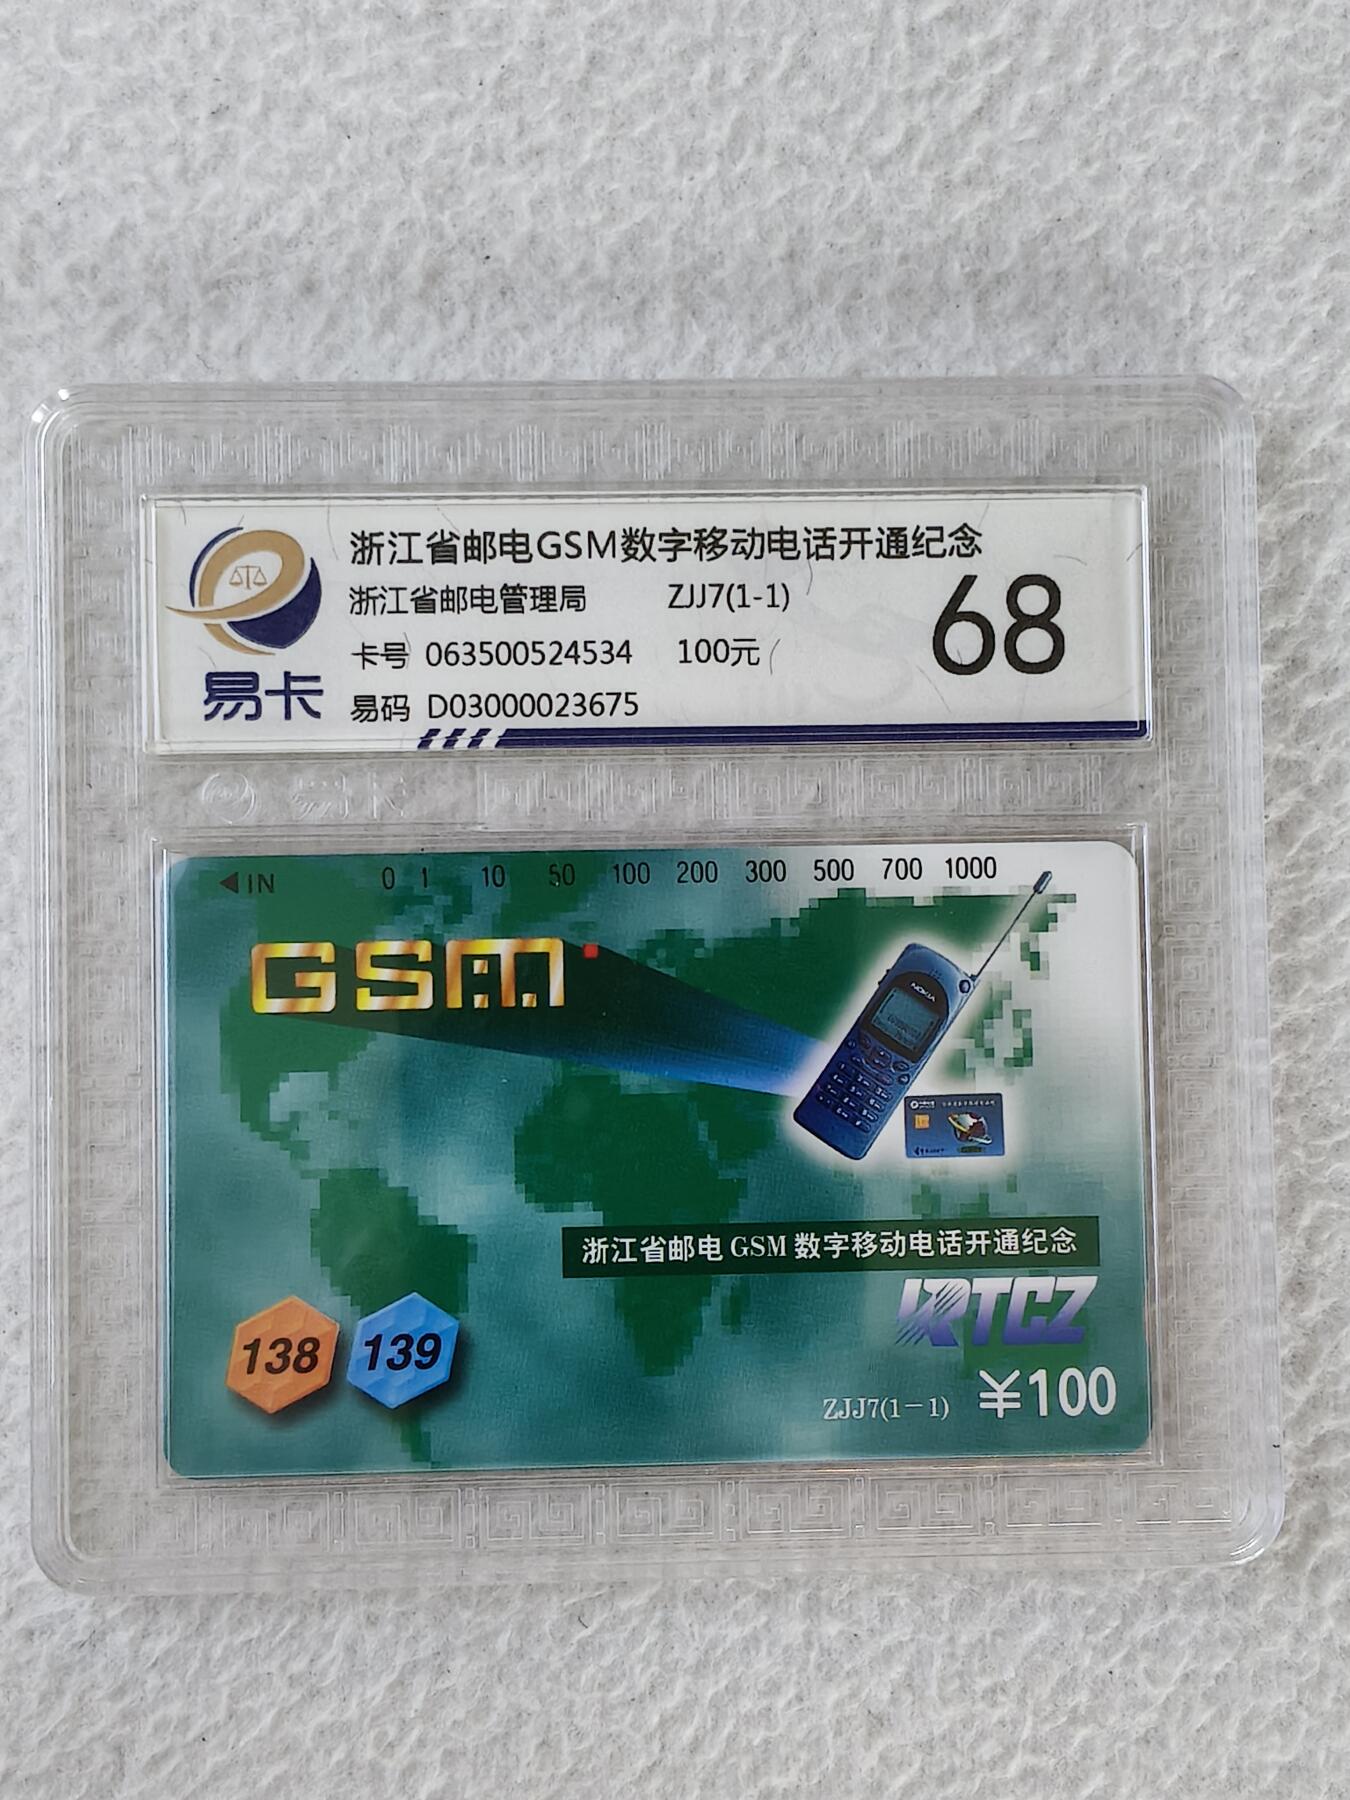 浙江省邮电GSM数字移动电话开通纪念
浙江省邮电管理局 ZJJ7(1-1)
卡号 063500524534 100元
易码 D03000023675
68
易卡
◀IN 0 1 10 50 100 200 300 500 700 1000
GSM
NOKIA
浙江省邮电 GSM 数字移动电话开通纪念
138 139
ZJJ7(1-1) ¥100